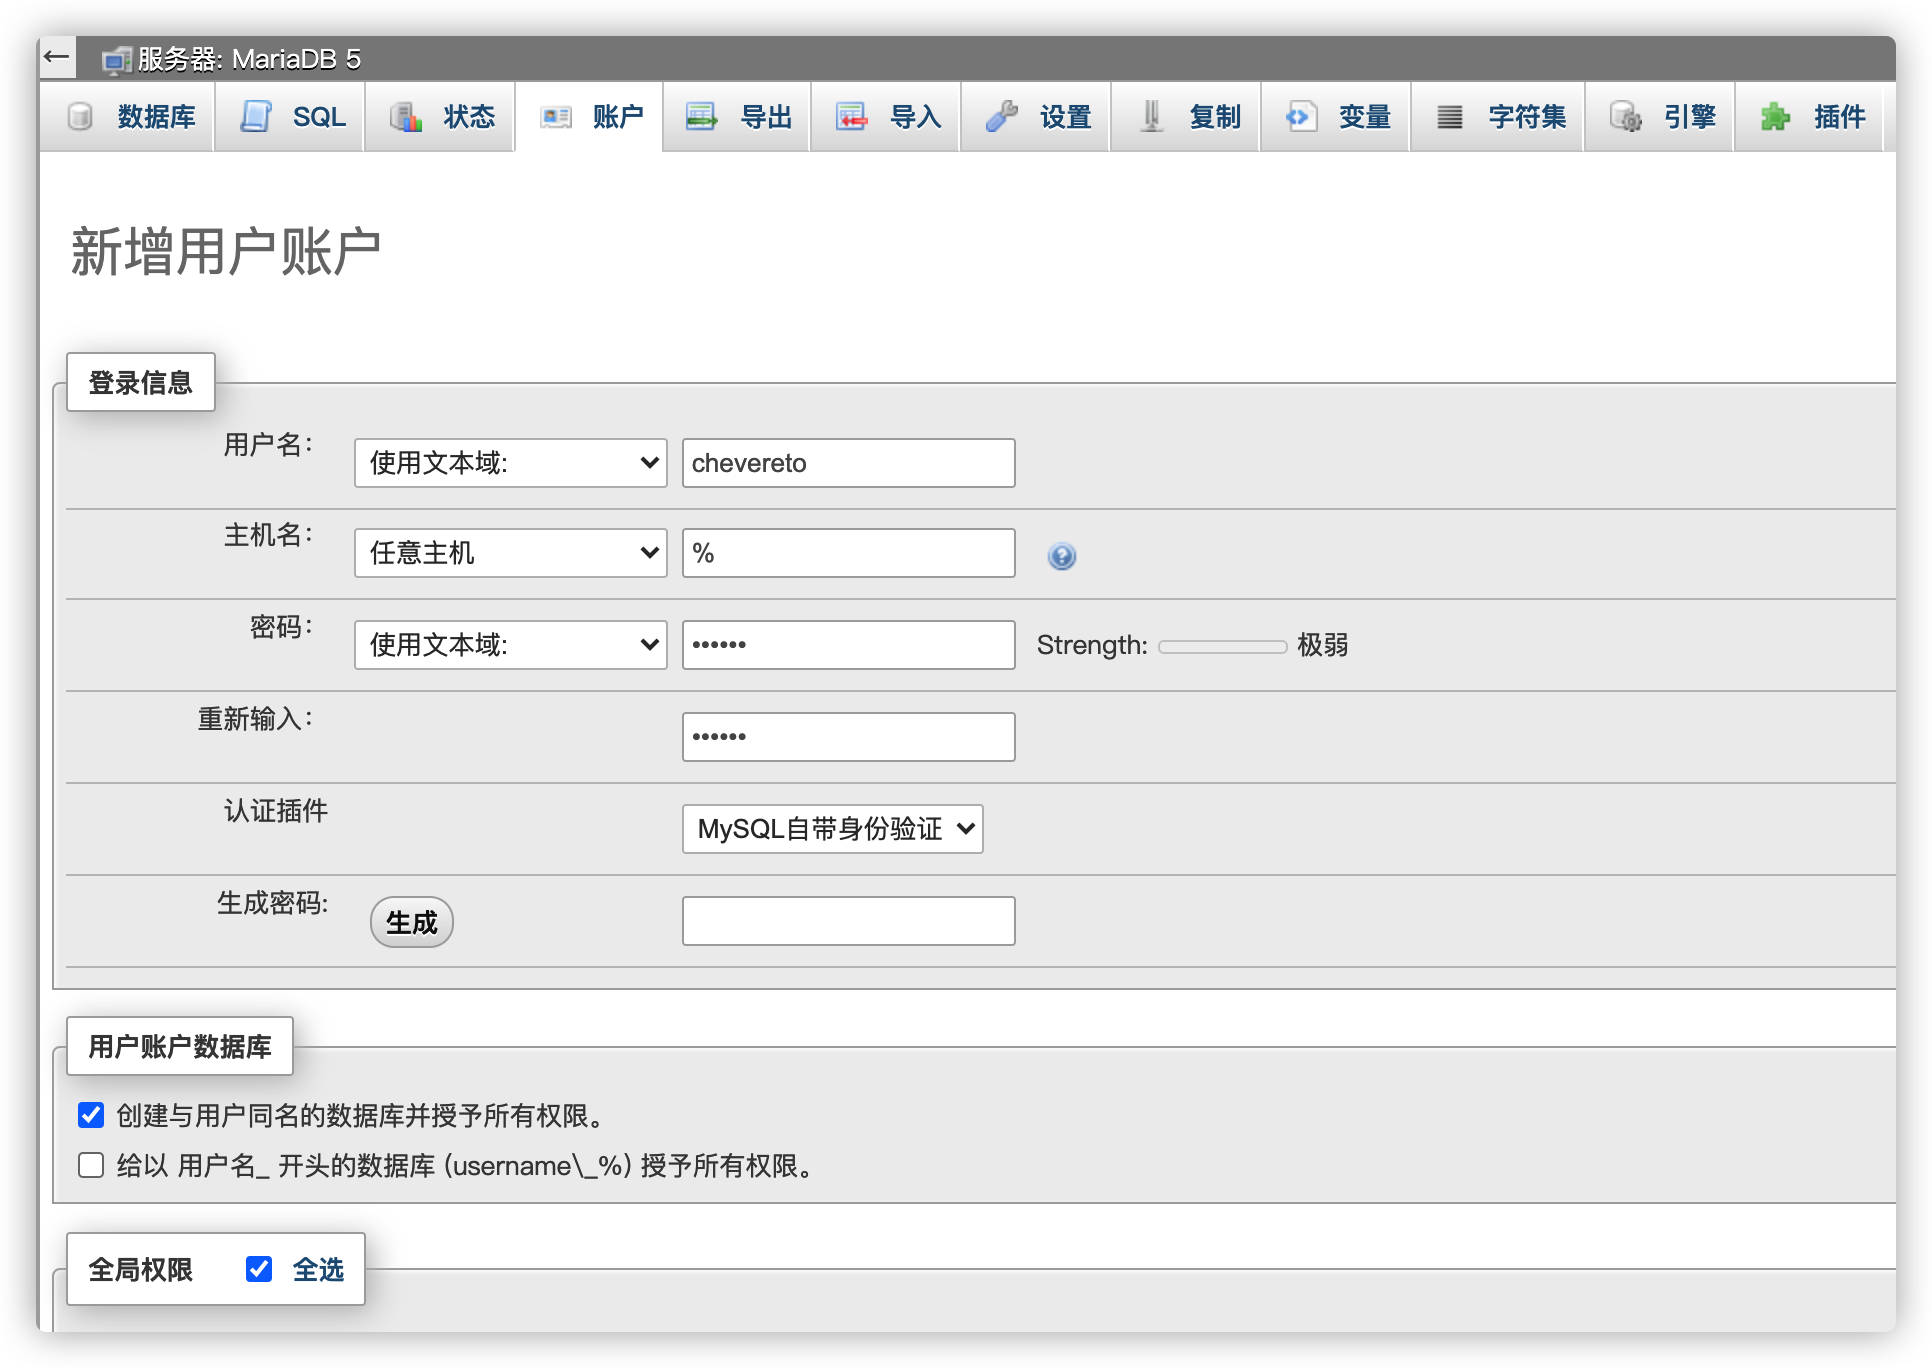 服务器: MariaDB 5
数据库 SQL 状态 账户 导出 导入 设置 复制 变量 字符集 引擎 插件
新增用户账户
登录信息
用户名： 使用文本域: chevereto
主机名： 任意主机 %
密码： 使用文本域: •••••• Strength: 极弱
重新输入： ••••••
认证插件 MySQL自带身份验证
生成密码: 生成
用户账户数据库
创建与用户同名的数据库并授予所有权限。
给以 用户名_ 开头的数据库 (username\_%) 授予所有权限。
全局权限 全选